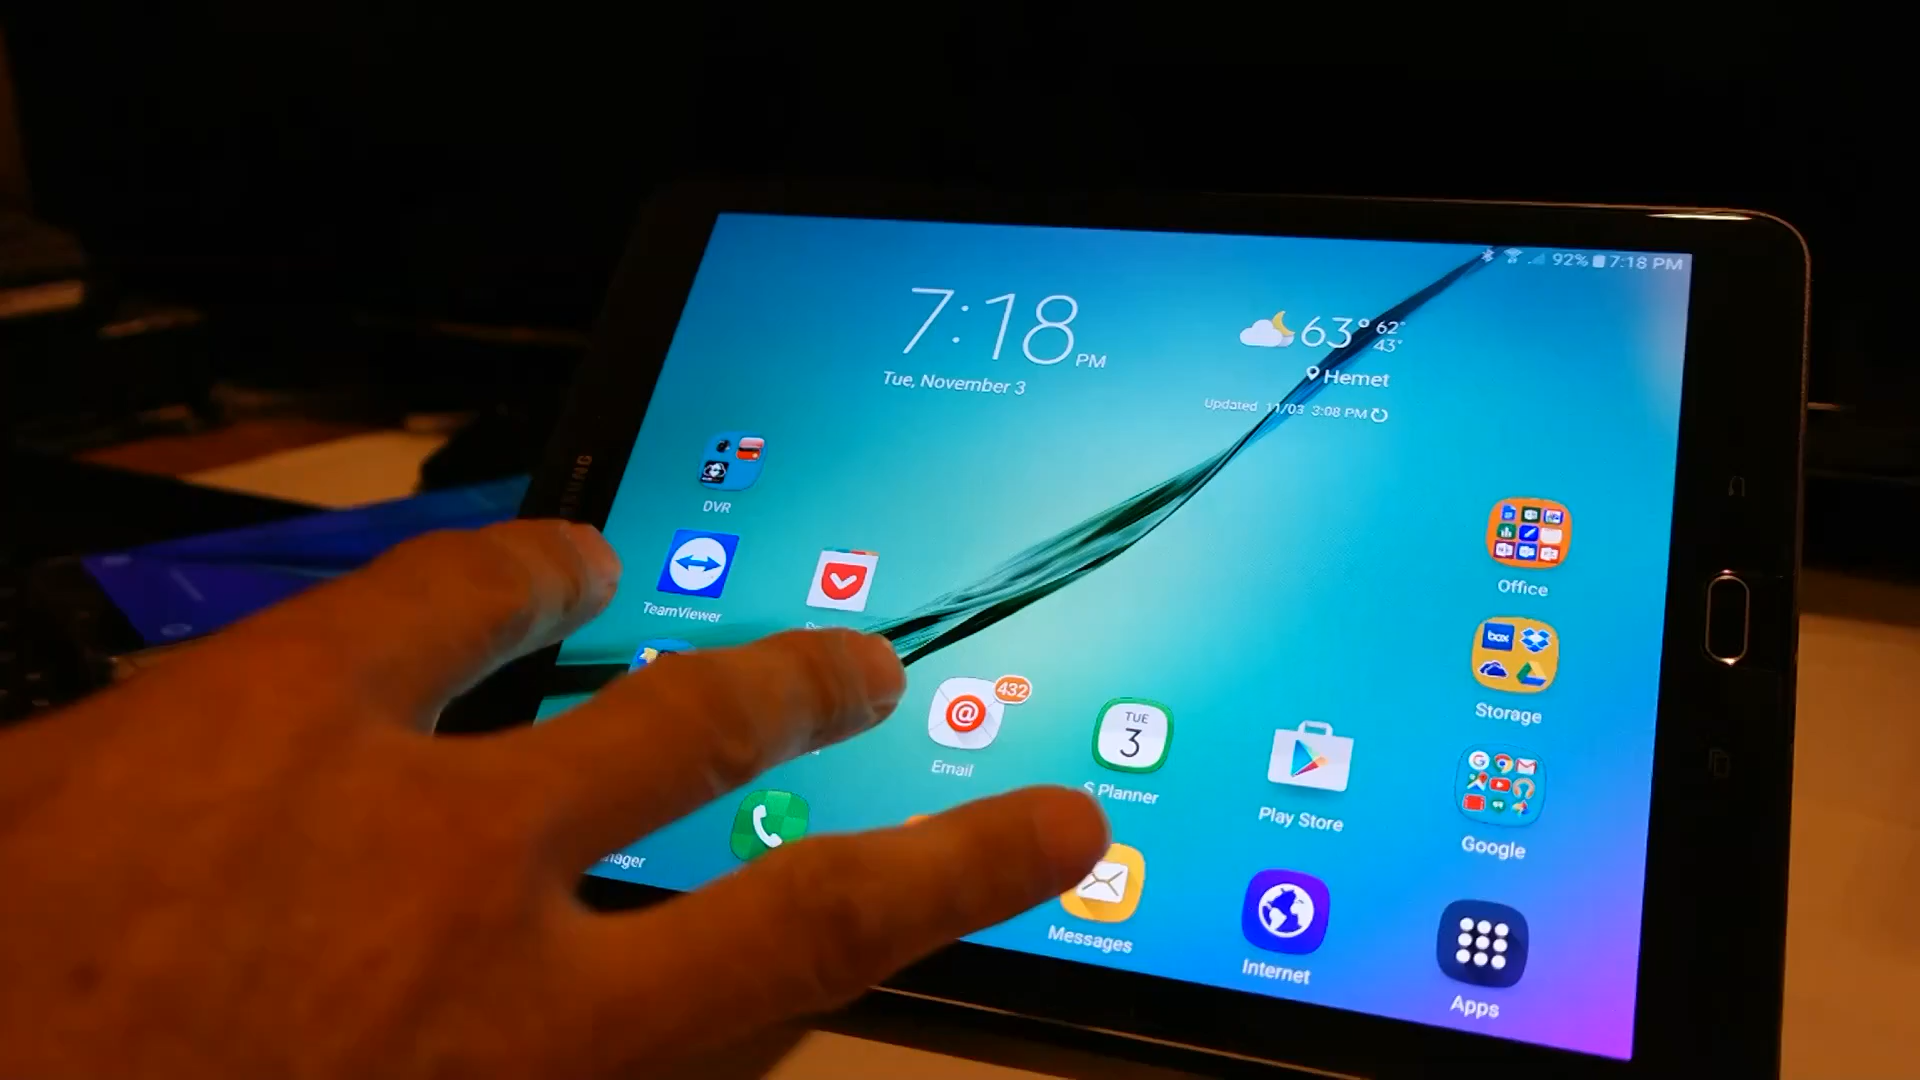 92% 7:18 PM
7:18 PM
Tue, November 3
63° 62°
43°
Hemet
Updated 11/03 3:08 PM
DVR
TeamViewer
Office
box
Storage
432
@
Email
TUE
3
S Planner
Play Store
G
Google
nager
Messages
Internet
Apps